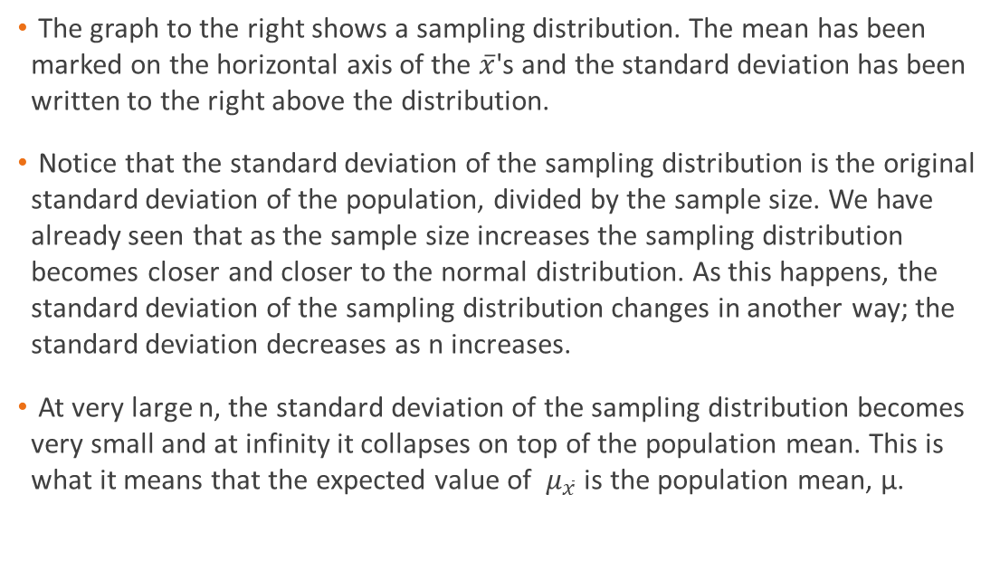 • The graph to the right shows a sampling distribution. The mean has been
marked on the horizontal axis of the x̄'s and the standard deviation has been
written to the right above the distribution.
• Notice that the standard deviation of the sampling distribution is the original
standard deviation of the population, divided by the sample size. We have
already seen that as the sample size increases the sampling distribution
becomes closer and closer to the normal distribution. As this happens, the
standard deviation of the sampling distribution changes in another way; the
standard deviation decreases as n increases.
• At very large n, the standard deviation of the sampling distribution becomes
very small and at infinity it collapses on top of the population mean. This is
what it means that the expected value of μₓ̄ is the population mean, μ.